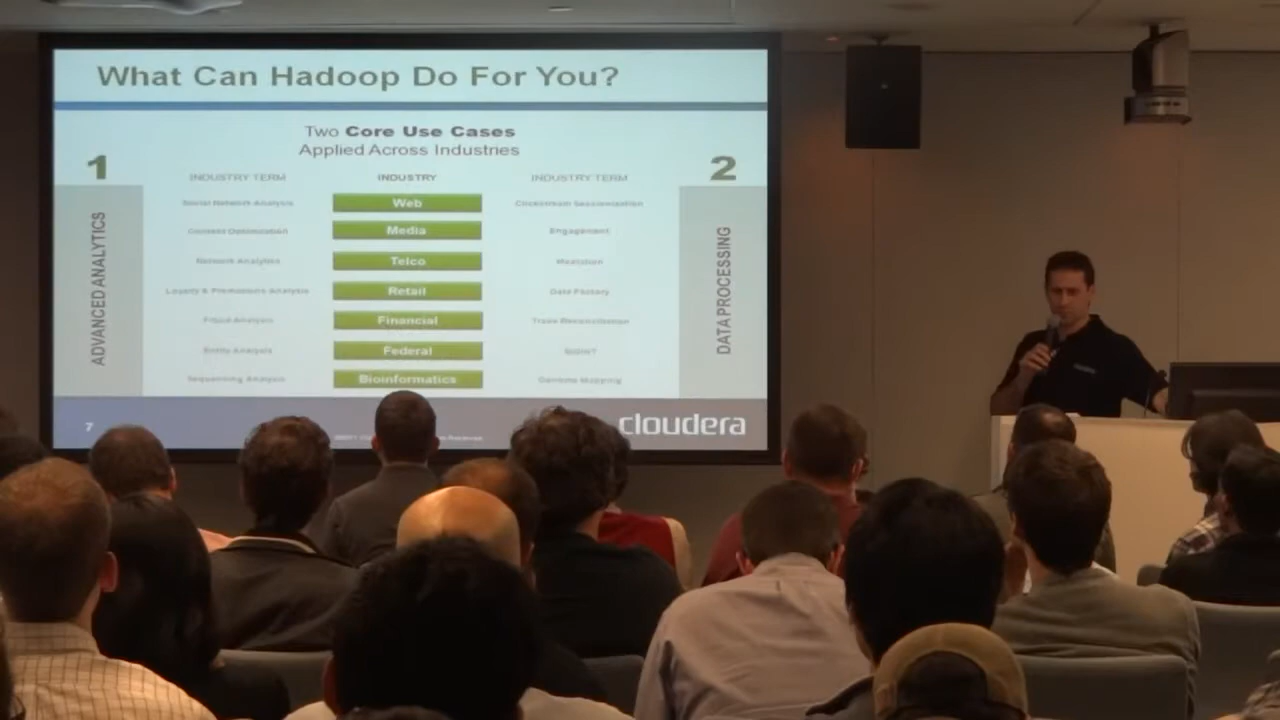 What Can Hadoop Do For You?
Two Core Use Cases
Applied Across Industries
1
2
INDUSTRY TERM
INDUSTRY
INDUSTRY TERM
ADVANCED ANALYTICS
DATA PROCESSING
Social Network Analysis
Web
Clickstream Sessionization
Content Optimization
Media
Engagement
Network Analytics
Telco
Mediation
Loyalty & Promotions Analysis
Retail
Data Factory
Fraud Analysis
Financial
Trade Reconciliation
Entity Analysis
Federal
SIGINT
Sequencing Analysis
Bioinformatics
Genome Mapping
7
cloudera